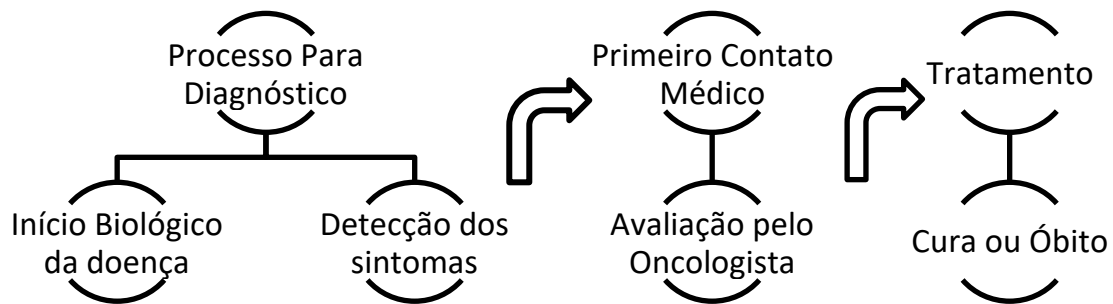 Processo Para
Diagnóstico
Início Biológico
da doença
Detecção dos
sintomas
Primeiro Contato
Médico
Avaliação pelo
Oncologista
Tratamento
Cura ou Óbito